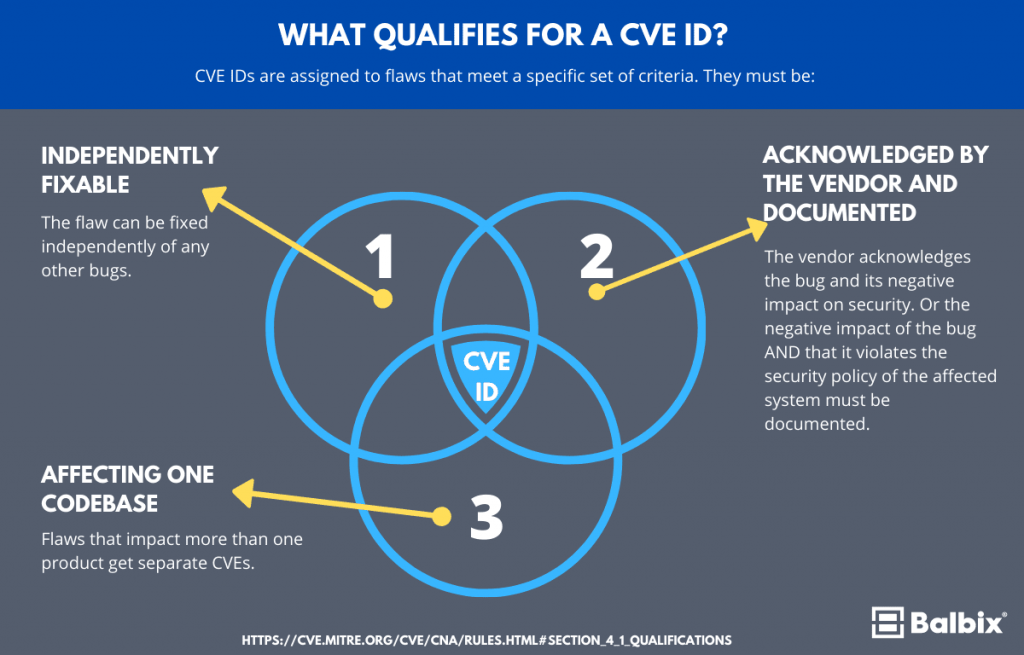 WHAT QUALIFIES FOR A CVE ID?
CVE IDs are assigned to flaws that meet a specific set of criteria. They must be:
INDEPENDENTLY
FIXABLE
The flaw can be fixed
independently of any
other bugs.
1
2
ACKNOWLEDGED BY
THE VENDOR AND
DOCUMENTED
The vendor acknowledges
the bug and its negative
impact on security. Or the
negative impact of the bug
AND that it violates the
security policy of the affected
system must be
documented.
CVE
ID
AFFECTING ONE
CODEBASE
Flaws that impact more than one
product get separate CVEs.
3
HTTPS://CVE.MITRE.ORG/CVE/CNA/RULES.HTML#SECTION_4_1_QUALIFICATIONS
Balbix®